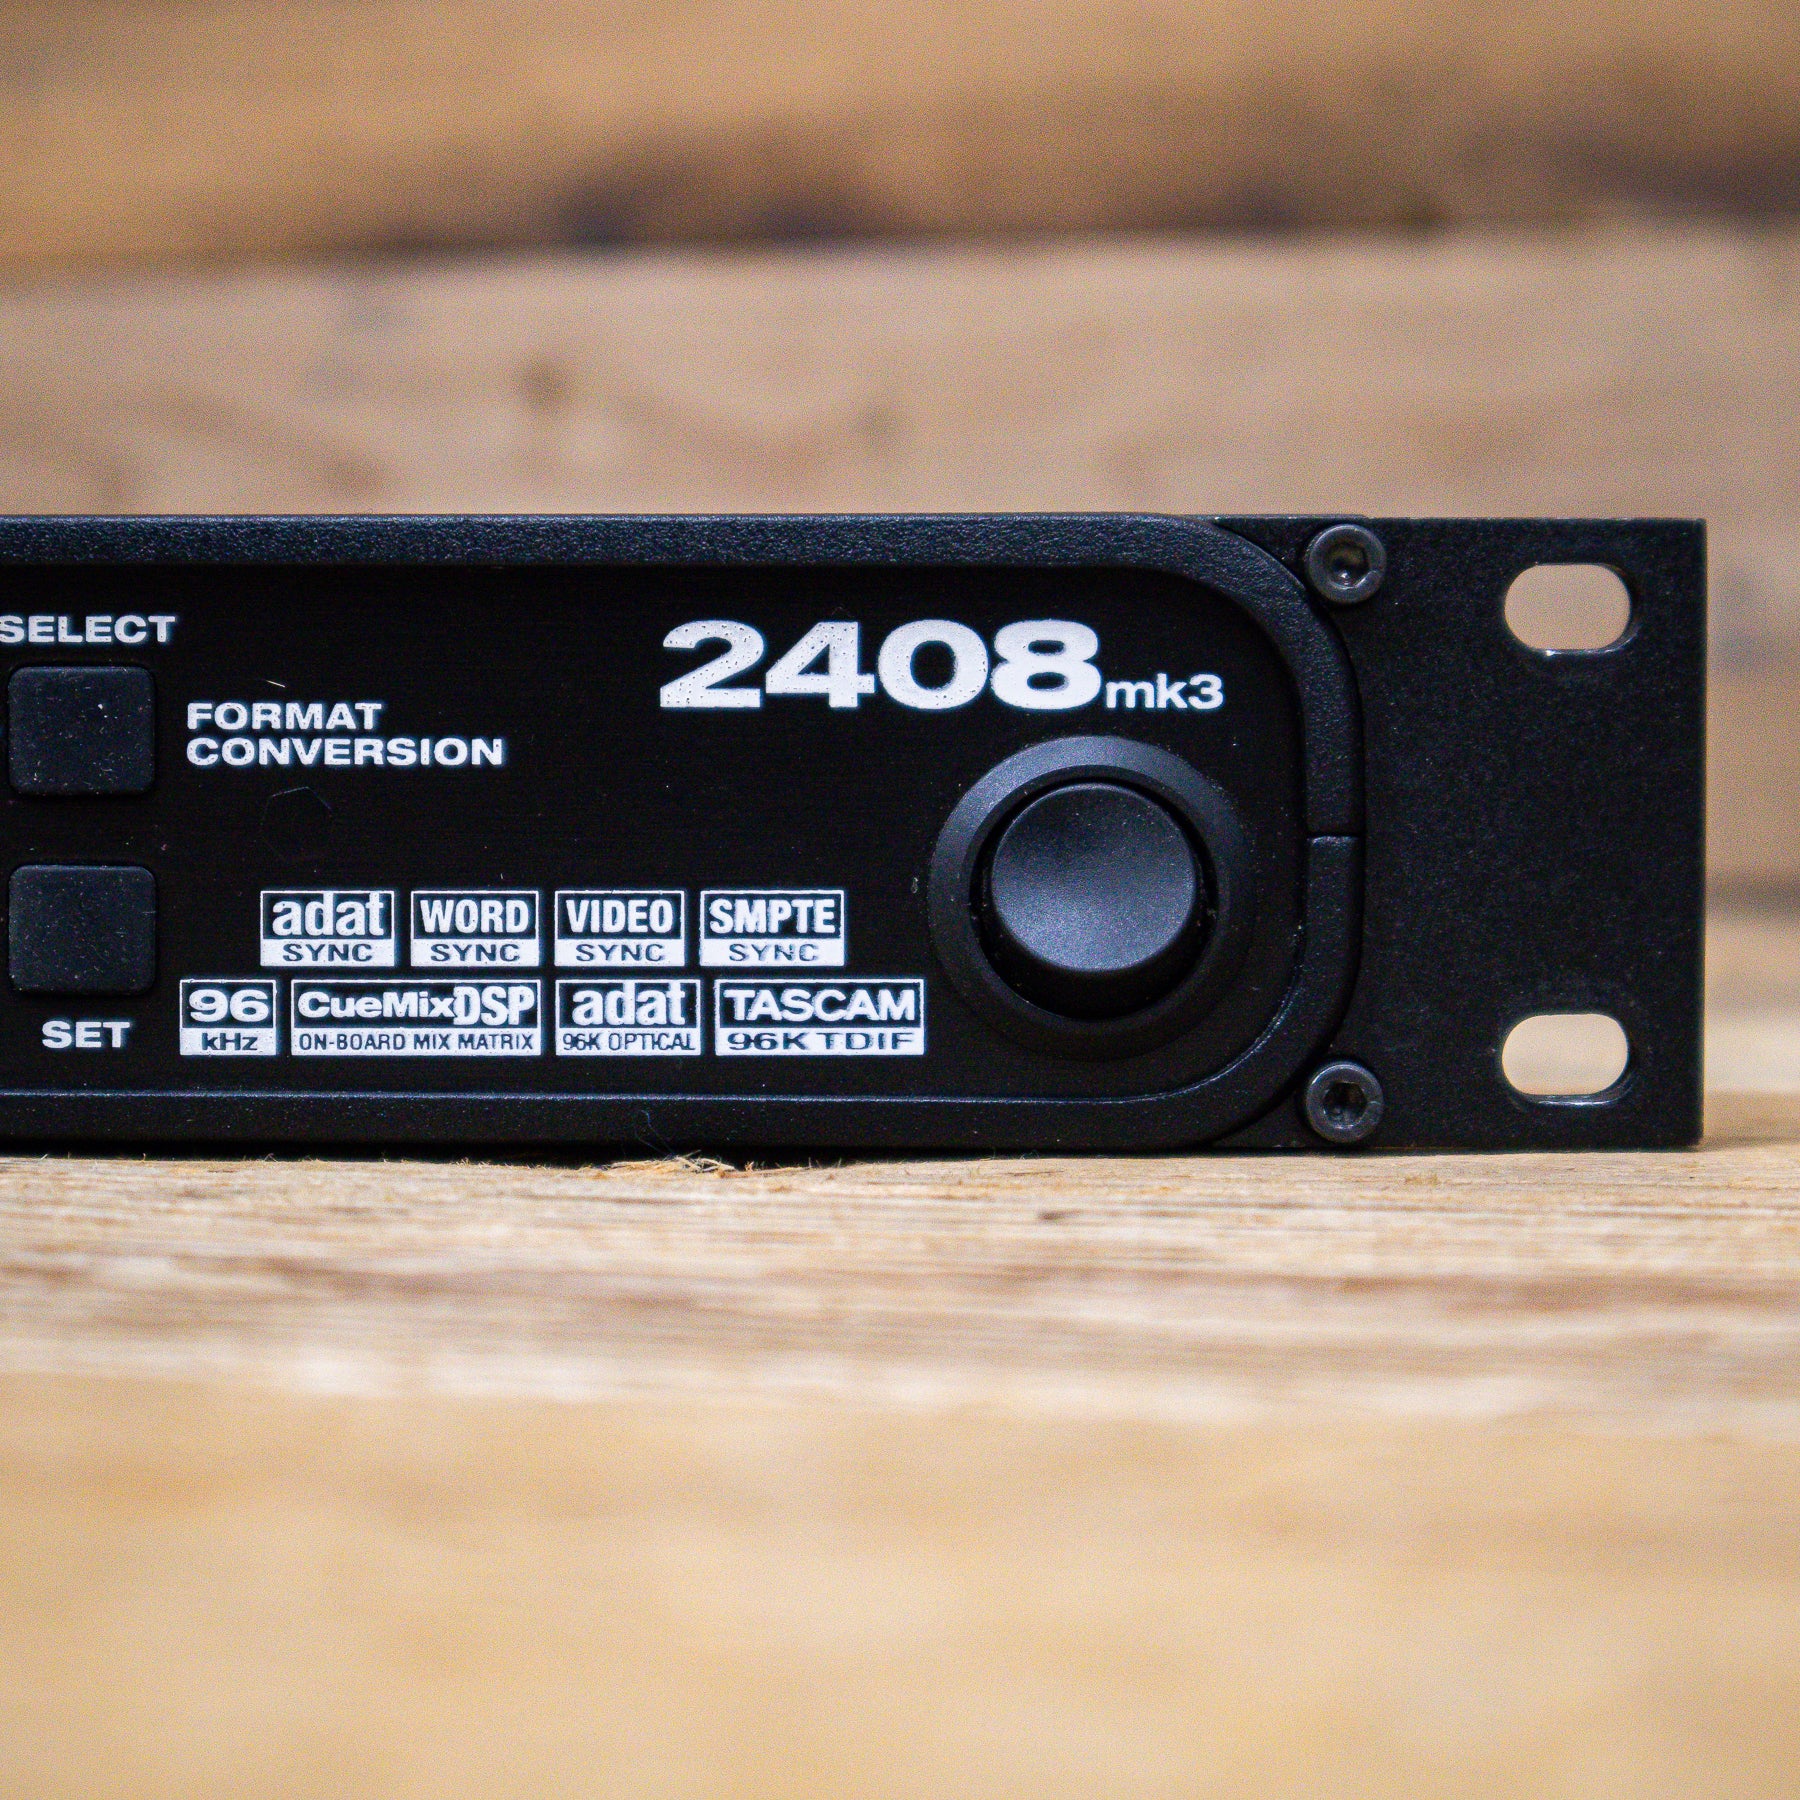 SELECT
2408mk3
FORMAT
CONVERSION
adat WORD VIDEO SMPTE
SYNC SYNC SYNC SYNC
96 CueMixDSP adat TASCAM
kHz ON-BOARD MIX MATRIX 96K OPTICAL 96K TDIF
SET